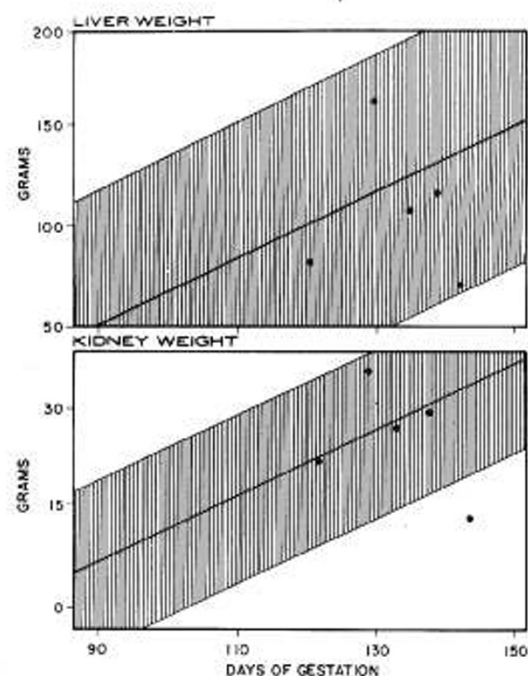 LIVER WEIGHT
200
150
100
50
GRAMS
KIDNEY WEIGHT
30
15
0
GRAMS
90 110 130 150
DAYS OF GESTATION